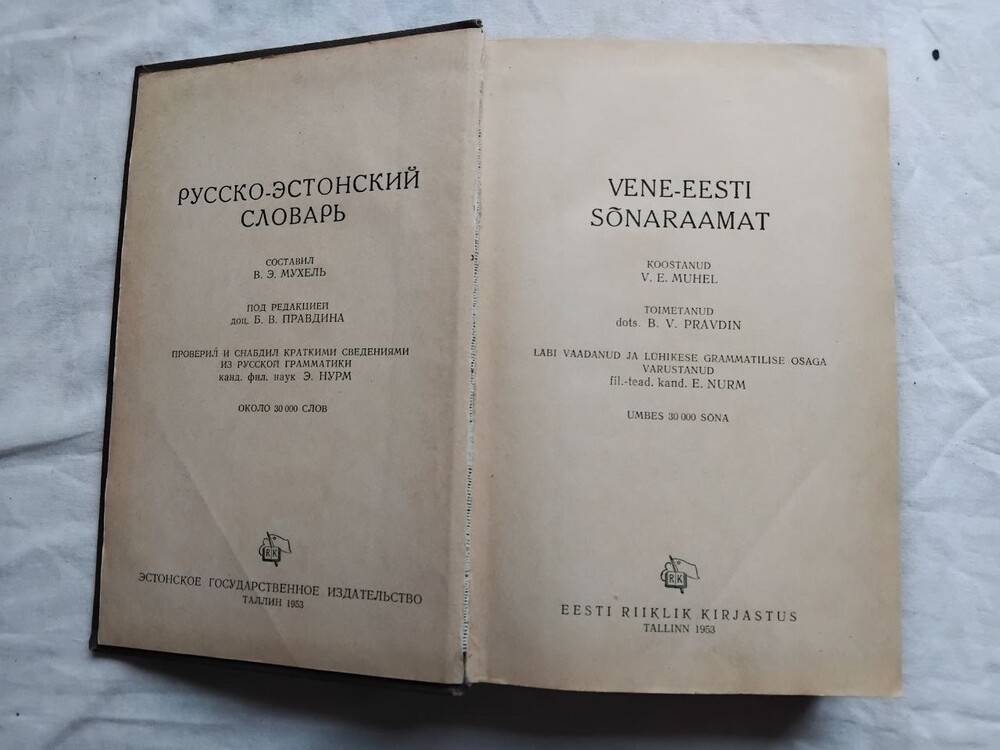 РУССКО-ЭСТОНСКИЙ
СЛОВАРЬ
СОСТАВИЛ
В. Э. МУХЕЛЬ
ПОД РЕДАКЦИЕЙ
доц. Б. В. ПРАВДИНА
ПРОВЕРИЛ И СНАБДИЛ КРАТКИМИ СВЕДЕНИЯМИ
ИЗ РУССКОЙ ГРАММАТИКИ
канд. фил. наук Э. НУРМ
ОКОЛО 30 000 СЛОВ
RK
ЭСТОНСКОЕ ГОСУДАРСТВЕННОЕ ИЗДАТЕЛЬСТВО
ТАЛЛИН 1953
VENE-EESTI
SÕNARAAMAT
KOOSTANUD
V. E. MUHEL
TOIMETANUD
dots. B. V. PRAVDIN
LÄBI VAADANUD JA LÜHIKESE GRAMMATILISE OSAGA
VARUSTANUD
fil.-tead. kand. E. NURM
UMBES 30 000 SÕNA
RK
EESTI RIIKLIK KIRJASTUS
TALLINN 1953